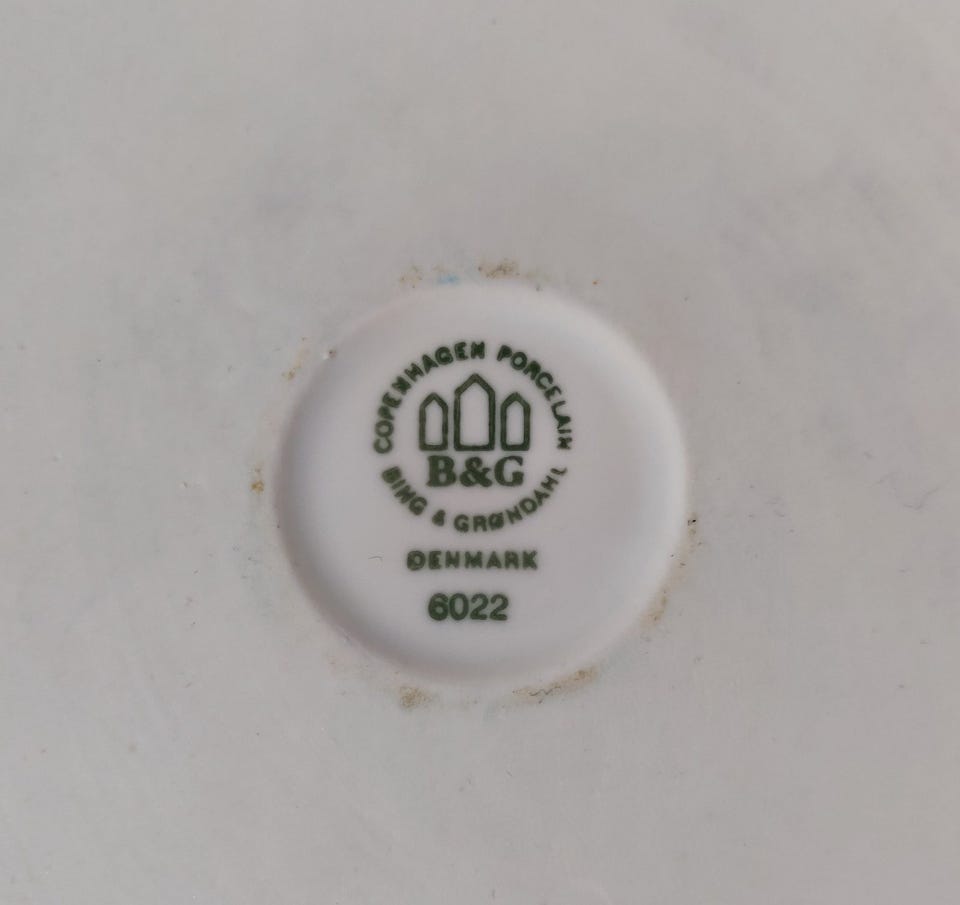 COPENHAGEN PORCELAIN
B&G
BING & GRØNDAHL
DENMARK
6022